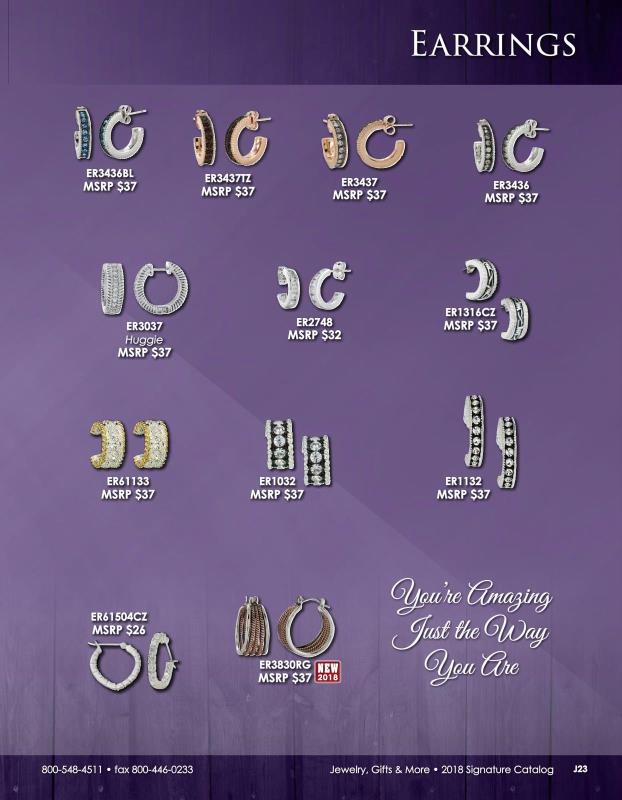 EARRINGS
ER3436BL
MSRP $37
ER3437TZ
MSRP $37
ER3437
MSRP $37
ER3436
MSRP $37
ER3037
Huggie
MSRP $37
ER2748
MSRP $32
ER1316CZ
MSRP $37
ER61133
MSRP $37
ER1032
MSRP $37
ER1132
MSRP $37
ER61504CZ
MSRP $26
ER3830RG
MSRP $37
NEW
2018
You're Amazing
Just the Way
You Are
800-548-4511 • fax 800-446-0233
Jewelry, Gifts & More • 2018 Signature Catalog J23